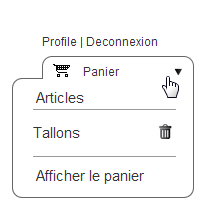 Profile | Deconnexion
Panier
Articles
Tallons
Afficher le panier